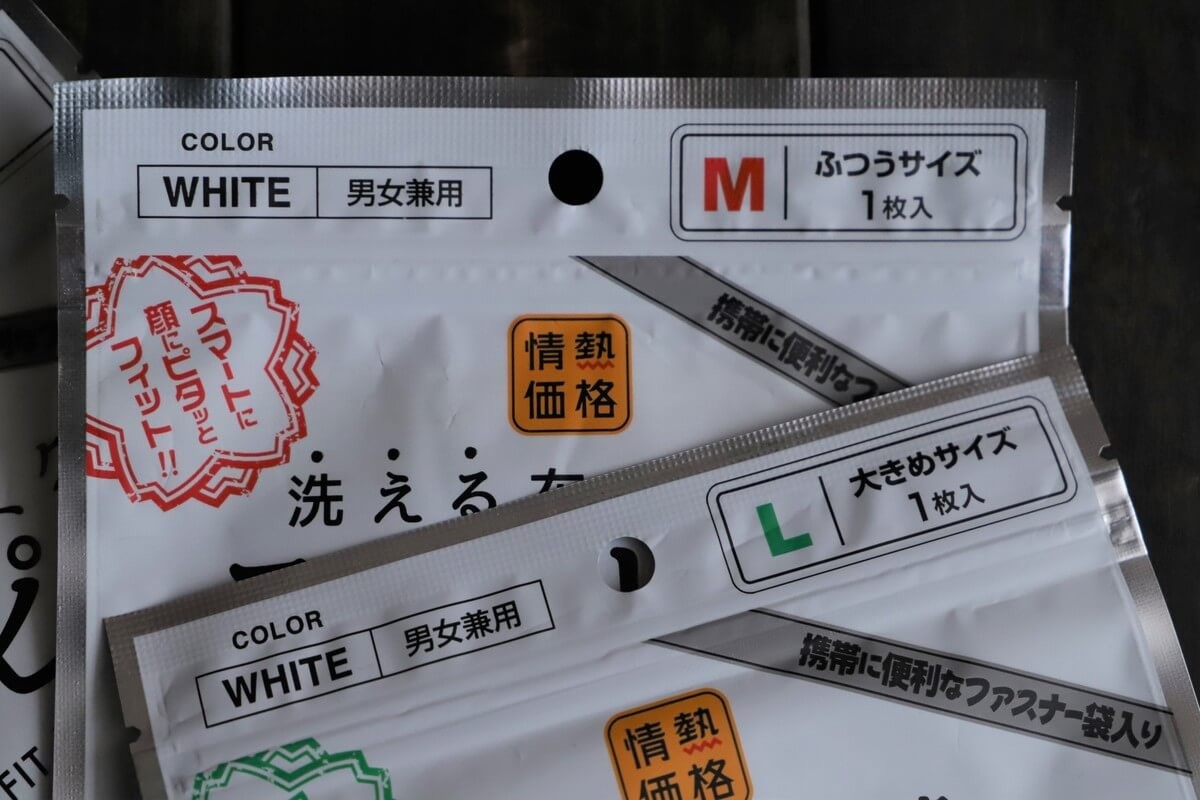 COLOR
WHITE 男女兼用
M ふつうサイズ
1枚入
スマートに
顔にピタッと
フィット!!
情熱
価格
携帯に便利なフ
洗える布
L 大きめサイズ
1枚入
COLOR
WHITE 男女兼用
携帯に便利なファスナー袋入り
情熱
価格
FIT